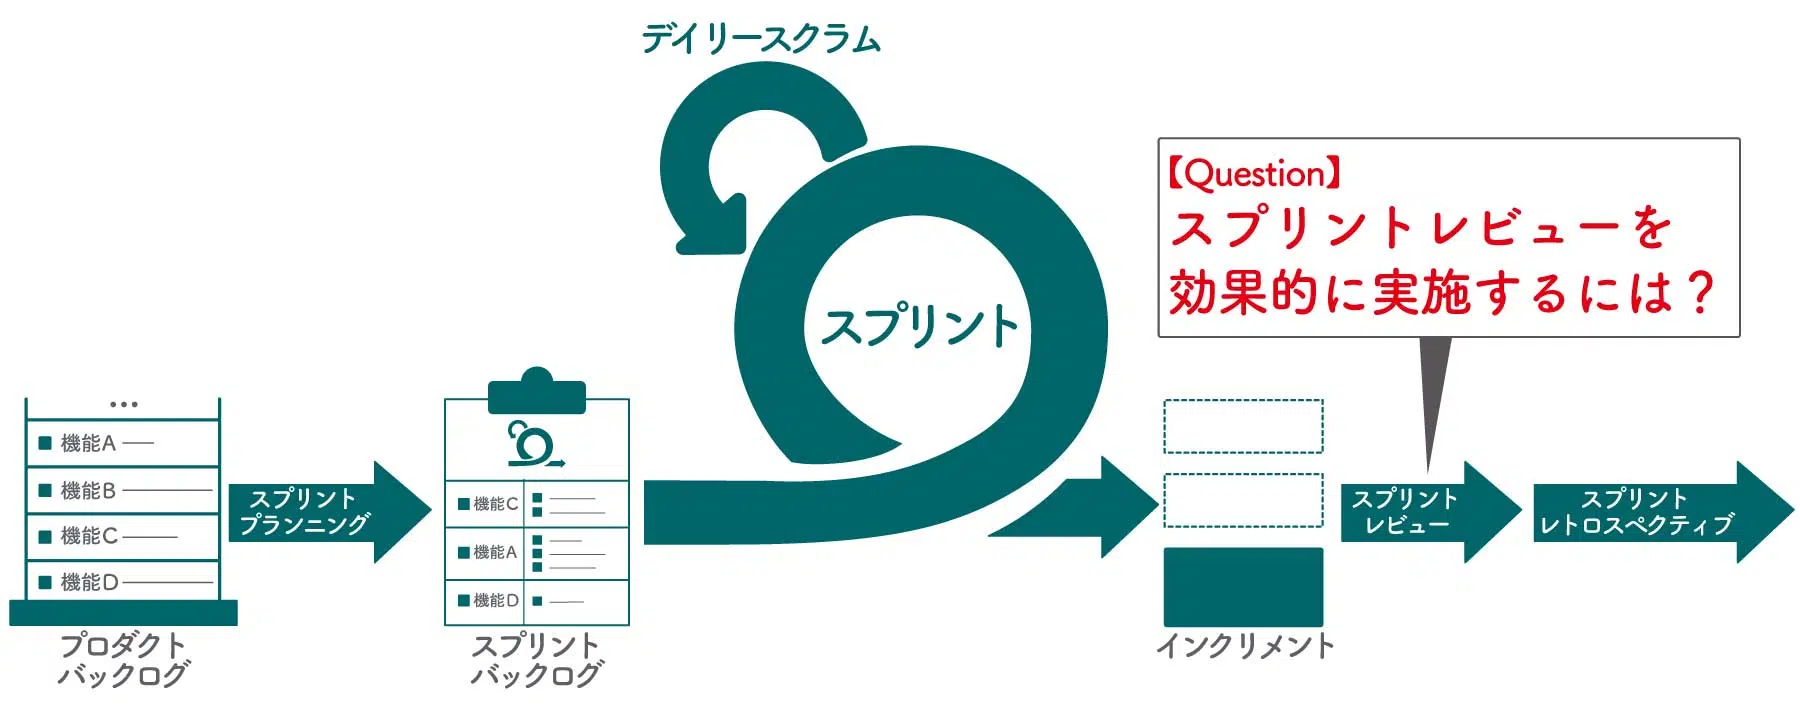 デイリースクラム
【Question】
スプリントレビューを
効果的に実施するには？
スプリント
…
機能A
機能B
機能C
機能D
プロダクト
バックログ
スプリント
プランニング
機能C
機能A
機能D
スプリント
バックログ
インクリメント
スプリント
レビュー
スプリント
レトロスペクティブ